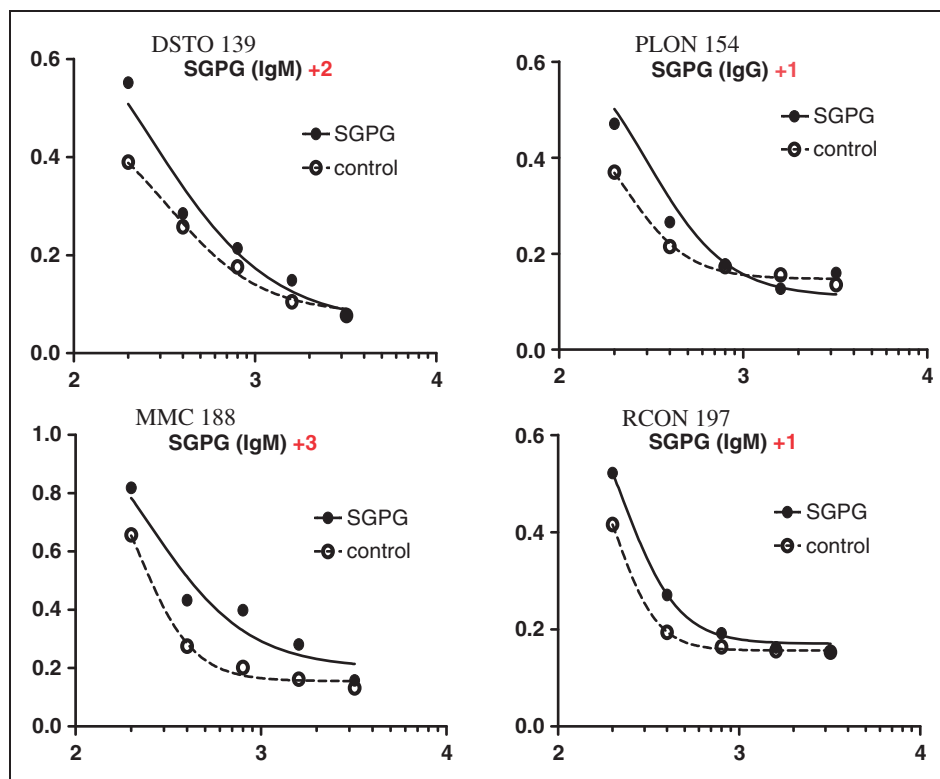 DSTO 139
SGPG (IgM) +2
0.6
0.4
0.2
0.0
SGPG
control
2
3
4
PLON 154
SGPG (IgG) +1
0.6
0.4
0.2
0.0
SGPG
control
2
3
4
MMC 188
SGPG (IgM) +3
1.0
0.8
0.6
0.4
0.2
0.0
SGPG
control
2
3
4
RCON 197
SGPG (IgM) +1
0.6
0.4
0.2
0.0
SGPG
control
2
3
4